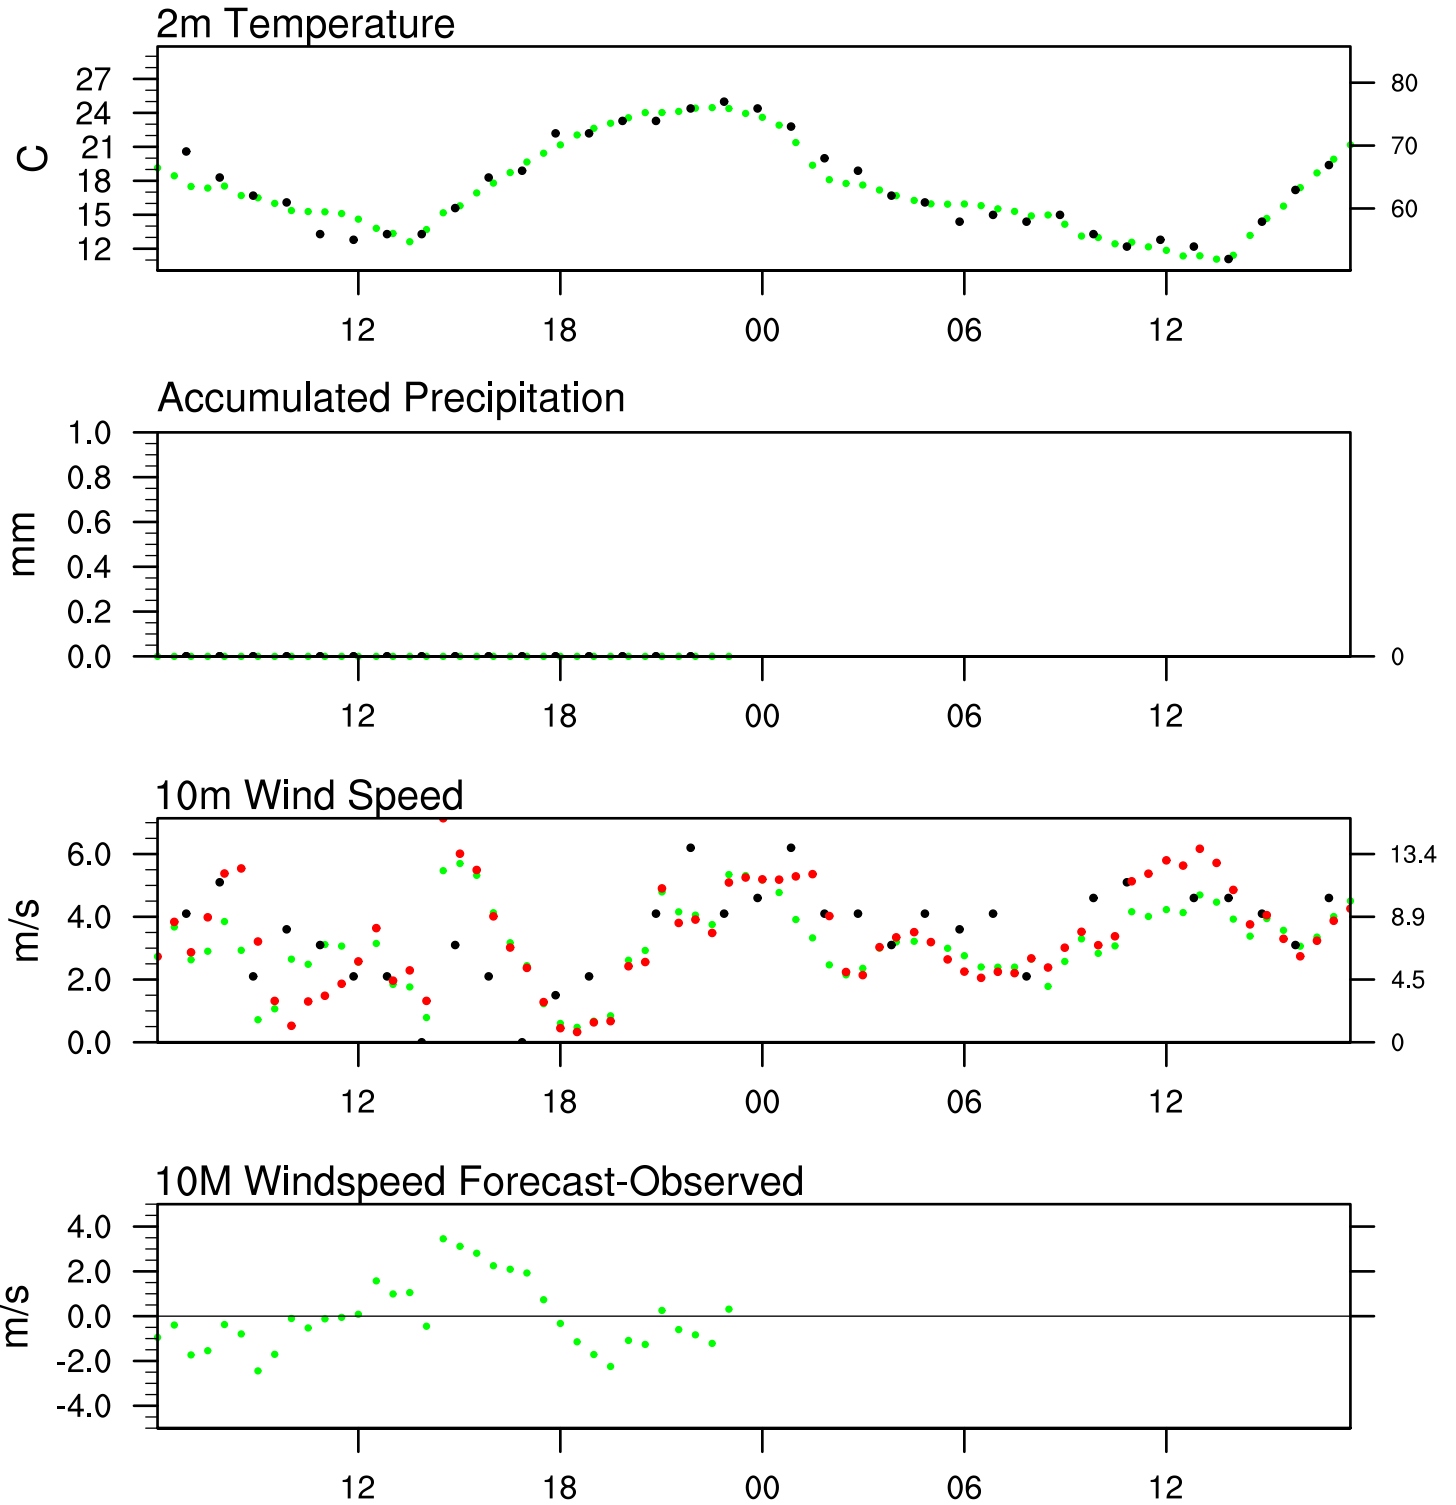 2m Temperature
C
27
24
21
18
15
12
80
70
60
12 18 00 06 12
Accumulated Precipitation
mm
1.0
0.8
0.6
0.4
0.2
0.0
0
12 18 00 06 12
10m Wind Speed
m/s
6.0
4.0
2.0
0.0
13.4
8.9
4.5
0
12 18 00 06 12
10M Windspeed Forecast-Observed
m/s
4.0
2.0
0.0
-2.0
-4.0
12 18 00 06 12